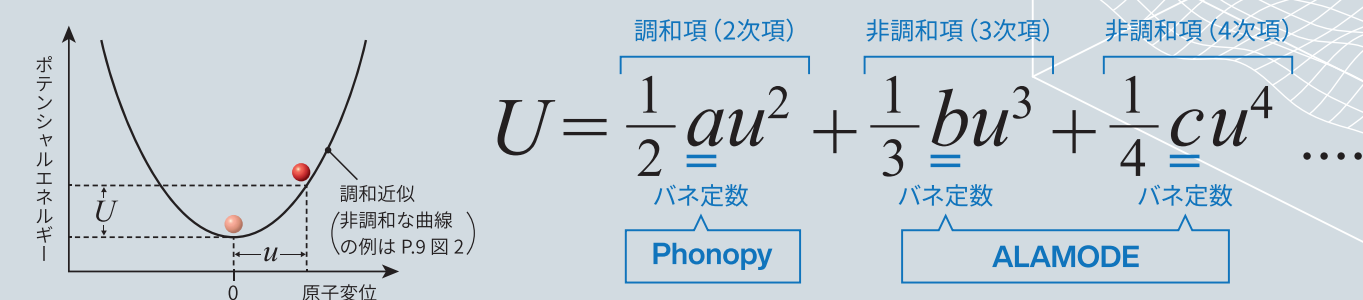 ポテンシャルエネルギー
U
u
0
原子変位
調和近似
(非調和な曲線
の例は P.9 図 2)
調和項(2次項)
非調和項(3次項)
非調和項(4次項)
U = 1/2 au² + 1/3 bu³ + 1/4 cu⁴ ....
バネ定数
バネ定数
バネ定数
Phonopy
ALAMODE